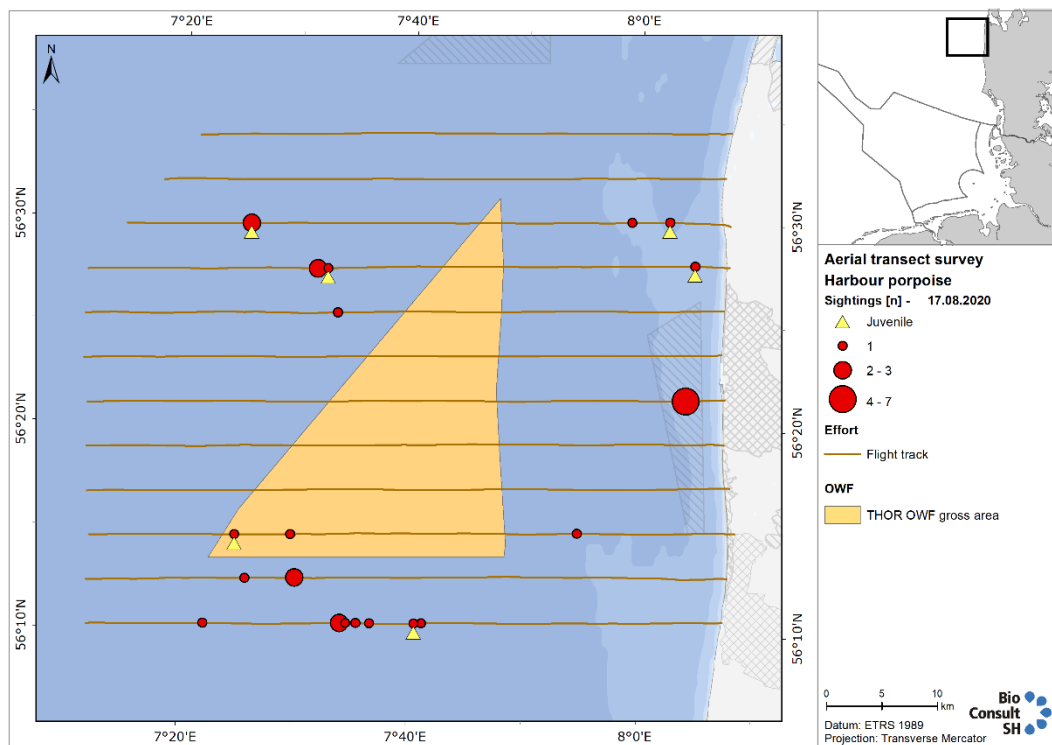 7°20'E 7°40'E 8°0'E
N
56°30'N
56°30'N
56°20'N
56°20'N
56°10'N
56°10'N
7°20'E 7°40'E 8°0'E
Aerial transect survey
Harbour porpoise
Sightings [n] - 17.08.2020
Juvenile
1
2 - 3
4 - 7
Effort
Flight track
OWF
THOR OWF gross area
0 5 10
km
Datum: ETRS 1989
Projection: Transverse Mercator
Bio
Consult
SH